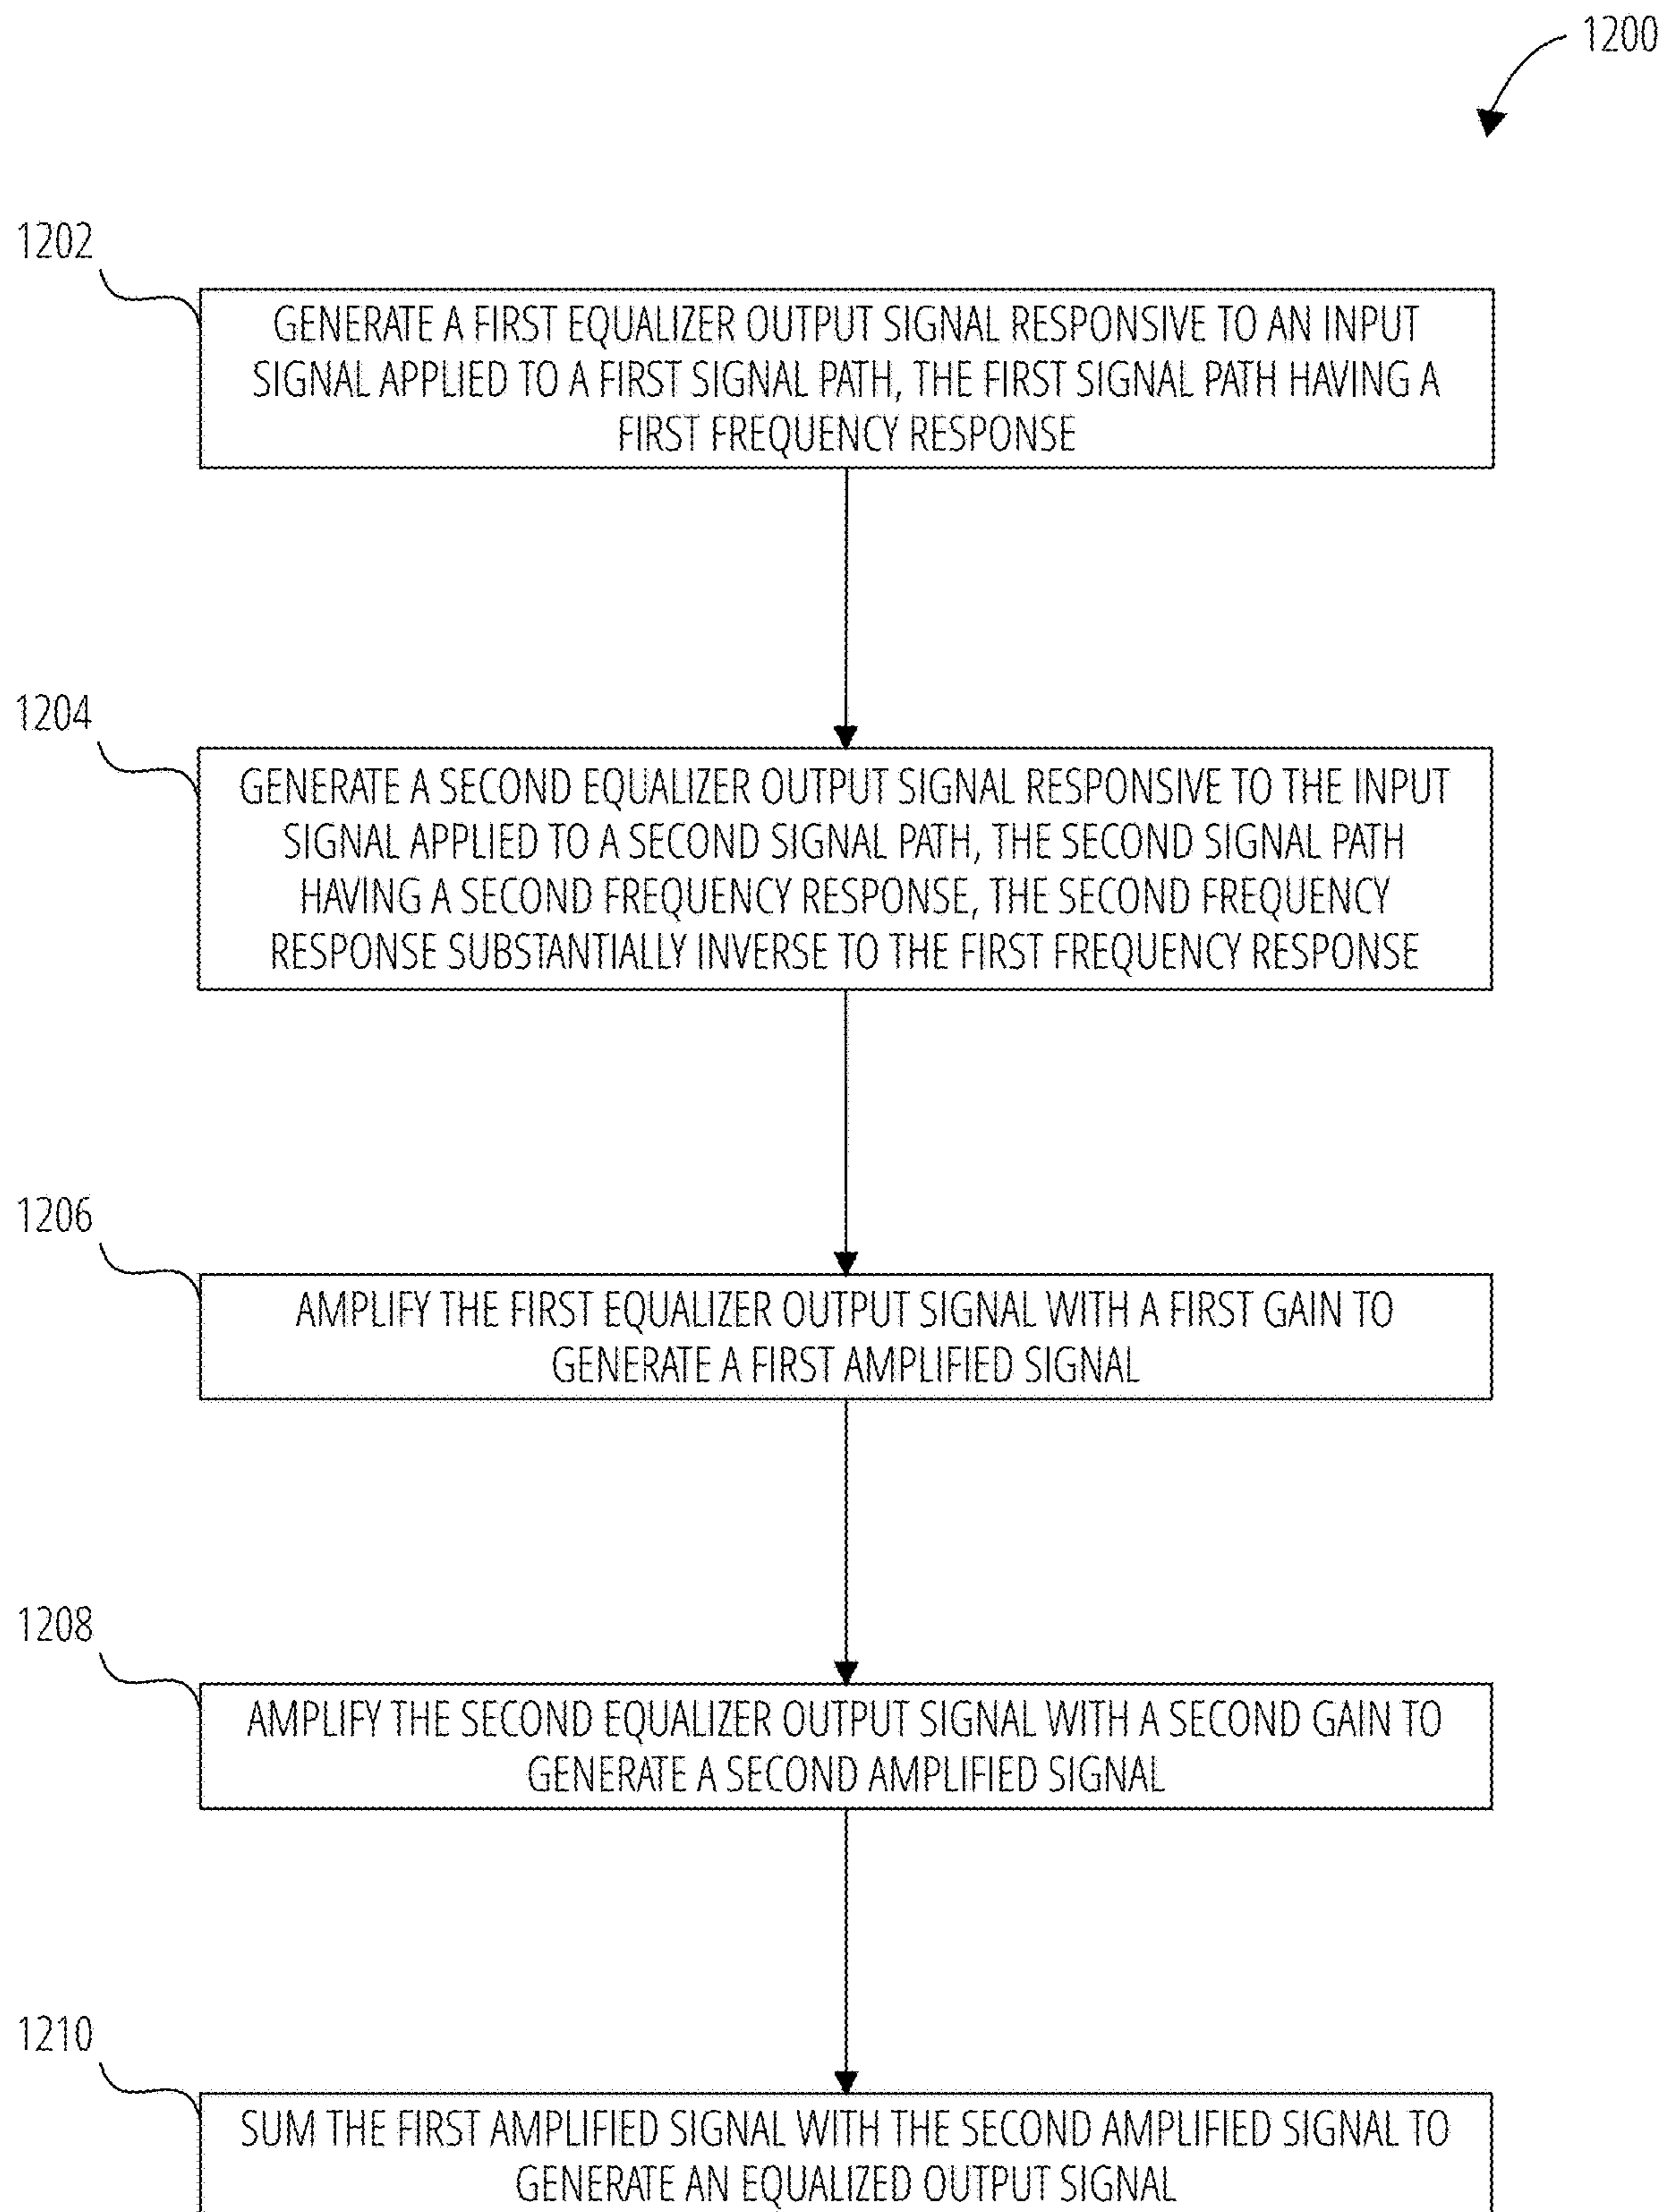 1200
1202
GENERATE A FIRST EQUALIZER OUTPUT SIGNAL RESPONSIVE TO AN INPUT
SIGNAL APPLIED TO A FIRST SIGNAL PATH, THE FIRST SIGNAL PATH HAVING A
FIRST FREQUENCY RESPONSE
1204
GENERATE A SECOND EQUALIZER OUTPUT SIGNAL RESPONSIVE TO THE INPUT
SIGNAL APPLIED TO A SECOND SIGNAL PATH, THE SECOND SIGNAL PATH
HAVING A SECOND FREQUENCY RESPONSE, THE SECOND FREQUENCY
RESPONSE SUBSTANTIALLY INVERSE TO THE FIRST FREQUENCY RESPONSE
1206
AMPLIFY THE FIRST EQUALIZER OUTPUT SIGNAL WITH A FIRST GAIN TO
GENERATE A FIRST AMPLIFIED SIGNAL
1208
AMPLIFY THE SECOND EQUALIZER OUTPUT SIGNAL WITH A SECOND GAIN TO
GENERATE A SECOND AMPLIFIED SIGNAL
1210
SUM THE FIRST AMPLIFIED SIGNAL WITH THE SECOND AMPLIFIED SIGNAL TO
GENERATE AN EQUALIZED OUTPUT SIGNAL